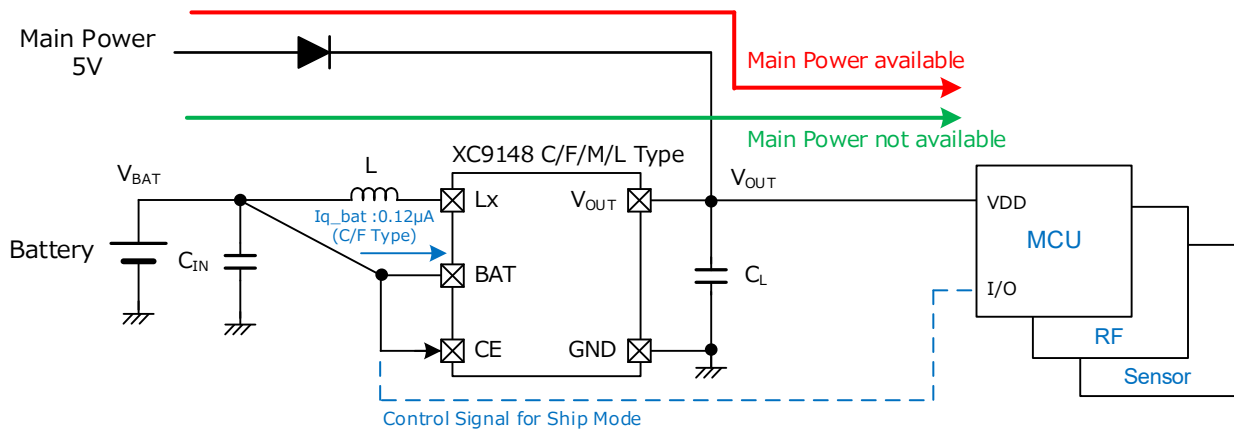 Main Power
5V
Main Power available
Main Power not available
XC9148 C/F/M/L Type
L
VBAT
Lx
VOUT
VOUT
VDD
MCU
Iq_bat :0.12µA
(C/F Type)
Battery
CIN
BAT
CL
I/O
RF
CE
GND
Sensor
Control Signal for Ship Mode